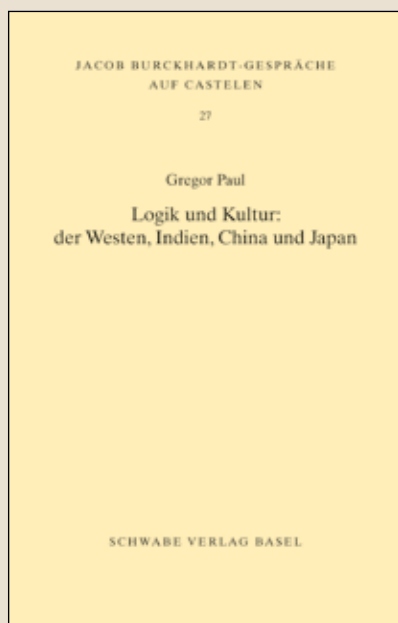 JACOB BURCKHARDT-GESPRÄCHE
AUF CASTELEN
27
Gregor Paul
Logik und Kultur:
der Westen, Indien, China und Japan
SCHWABE VERLAG BASEL